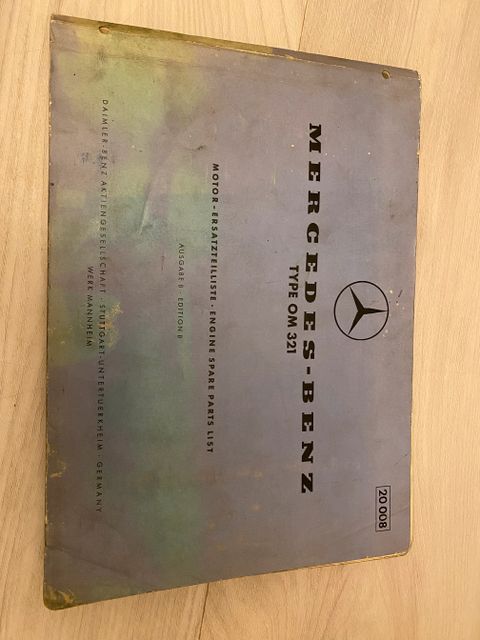 20 008
MERCEDES-BENZ
TYPE OM 321
MOTOR-ERSATZTEILLISTE · ENGINE SPARE PARTS LIST
AUSGABE B · EDITION B
DAIMLER-BENZ AKTIENGESELLSCHAFT · STUTTGART-UNTERTUERKHEIM · GERMANY
WERK MANNHEIM